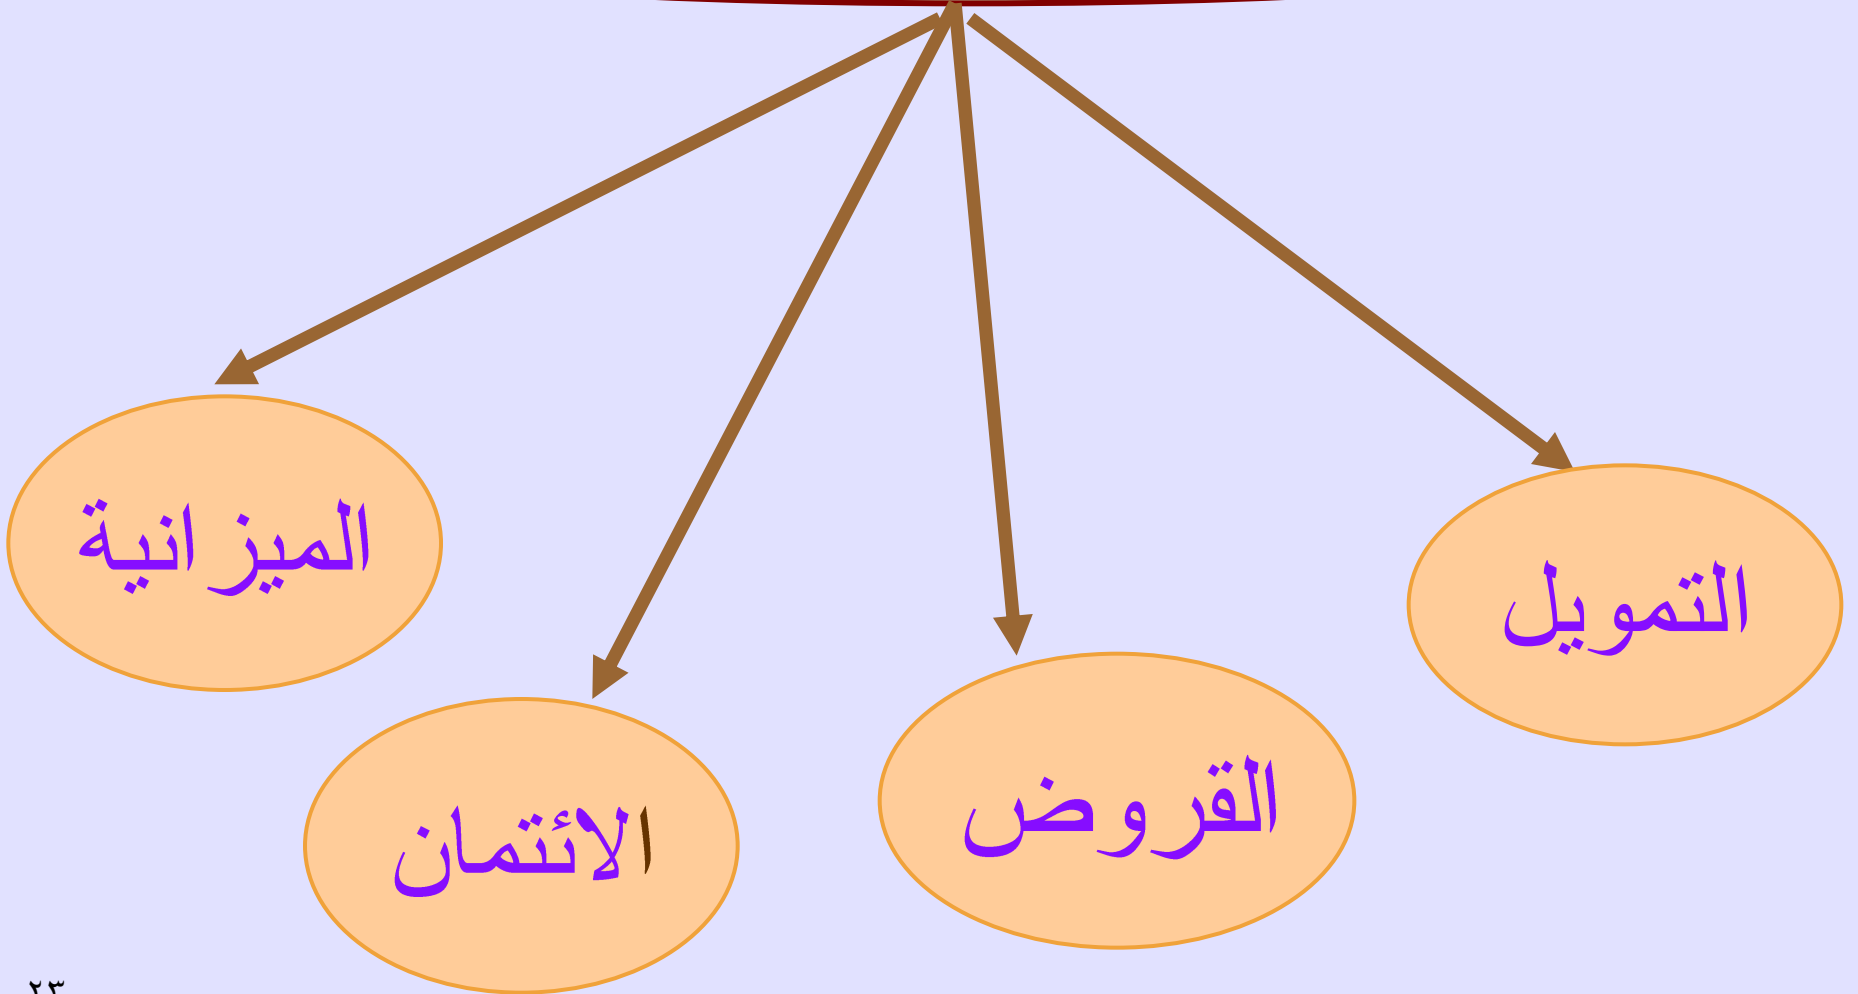 التمويل
القروض
الائتمان
الميزانية
٢٣